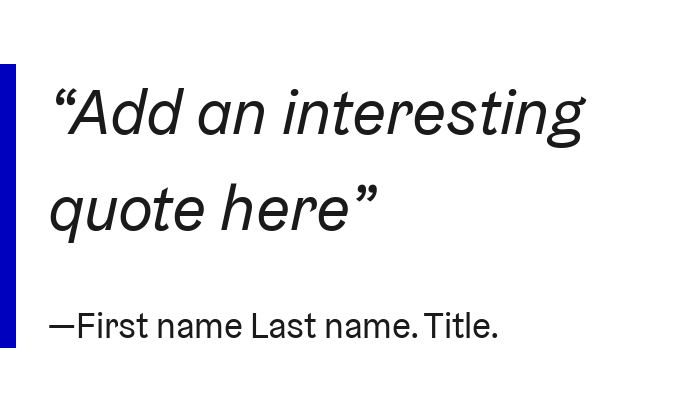 “Add an interesting
quote here”
—First name Last name. Title.